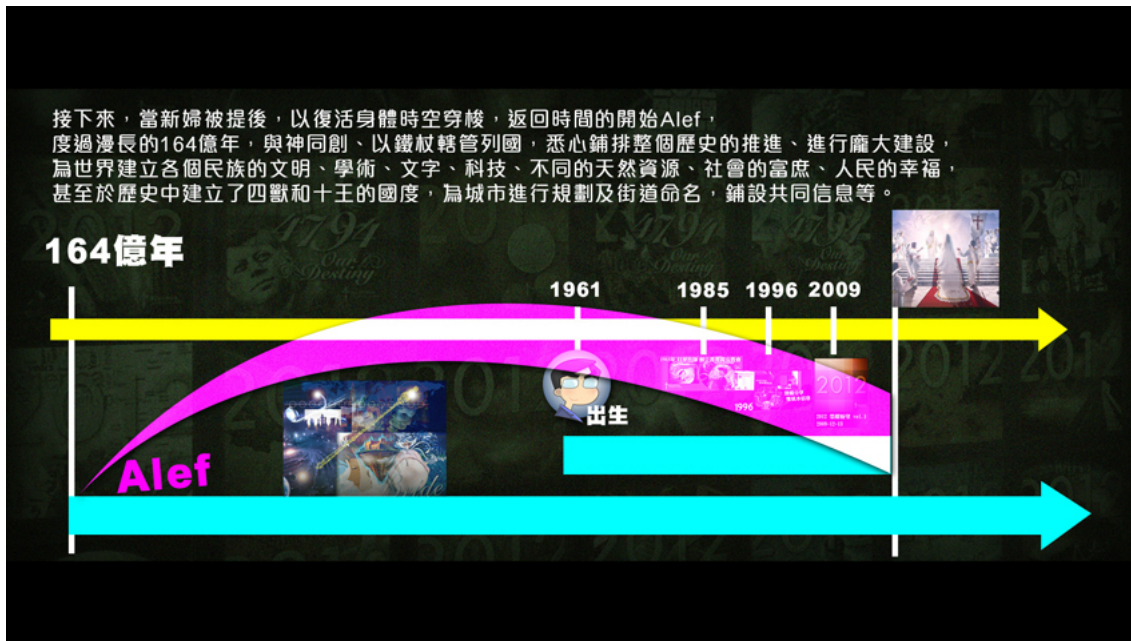 接下來，當新婦被提後，以復活身體時空穿梭，返回時間的開始Alef，
度過漫長的164億年，與神同創、以鐵杖轄管列國，悉心鋪排整個歷史的推進、進行龐大建設，
為世界建立各個民族的文明、學術、文字、科技、不同的天然資源、社會的富庶、人民的幸福，
甚至於歷史中建立了四獸和十王的國度，為城市進行規劃及街道命名，鋪設共同信息等。
164億年
1961
1985
1996
2009
出生
1996
2012
Alef